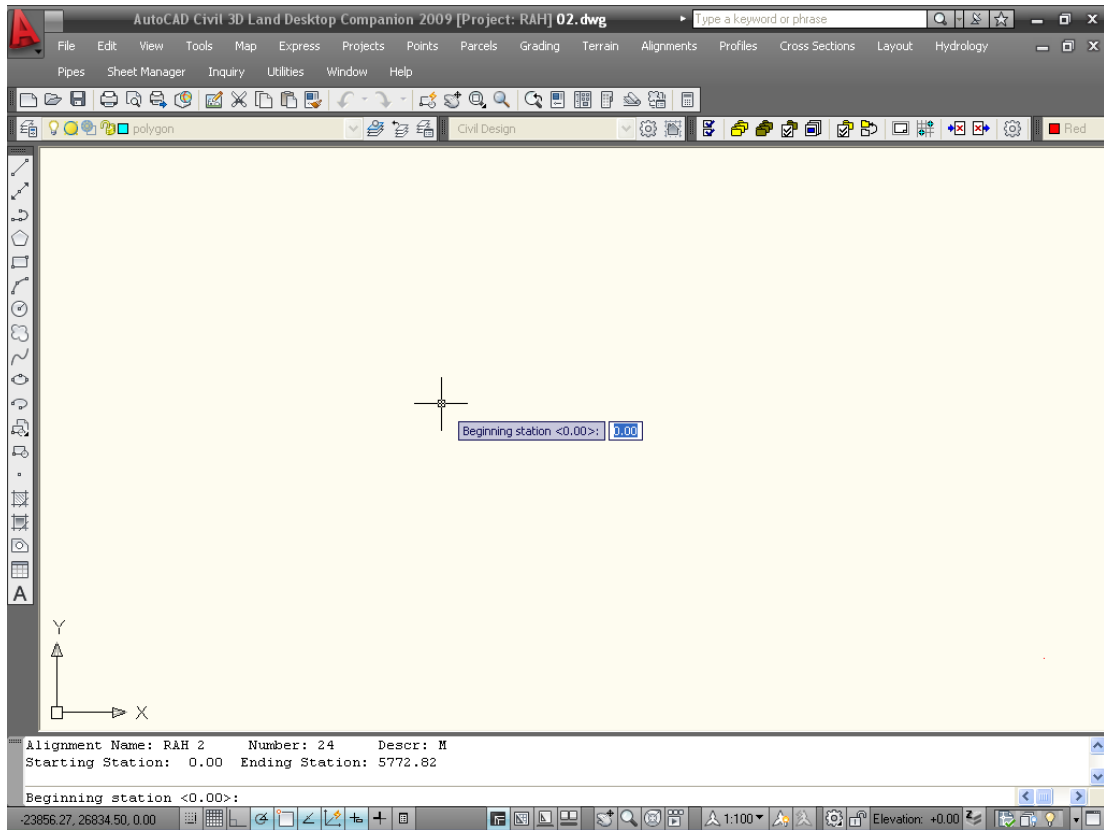 AutoCAD Civil 3D Land Desktop Companion 2009 [Project: RAH] 02.dwg
Type a keyword or phrase
File Edit View Tools Map Express Projects Points Parcels Grading Terrain Alignments Profiles Cross Sections Layout Hydrology
Pipes Sheet Manager Inquiry Utilities Window Help
polygon Civil Design Red
Beginning station <0.00>: 0.00
A
Y
X
Alignment Name: RAH 2 Number: 24 Descr: M
Starting Station: 0.00 Ending Station: 5772.82
Beginning station <0.00>:
-23856.27, 26834.50, 0.00 1:100 Elevation: +0.00